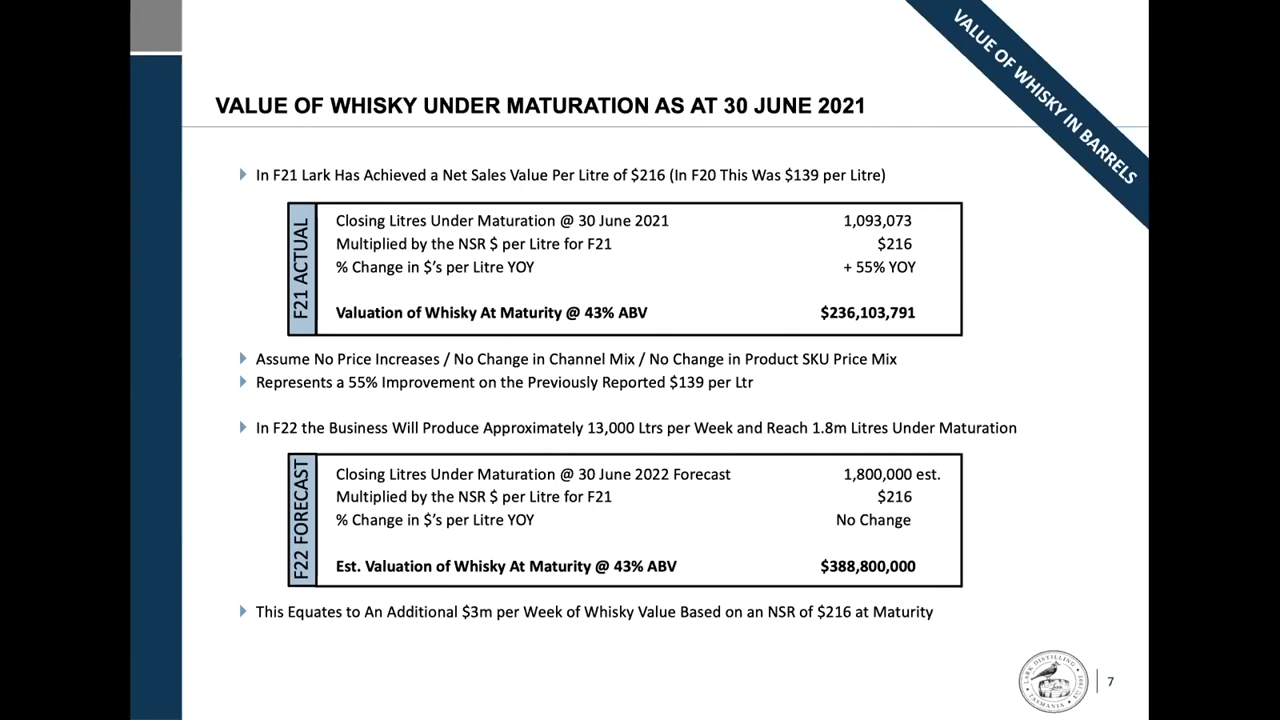 VALUE OF WHISKY IN BARRELS
VALUE OF WHISKY UNDER MATURATION AS AT 30 JUNE 2021
In F21 Lark Has Achieved a Net Sales Value Per Litre of $216 (In F20 This Was $139 per Litre)
F21 ACTUAL
Closing Litres Under Maturation @ 30 June 2021 1,093,073
Multiplied by the NSR $ per Litre for F21 $216
% Change in $'s per Litre YOY + 55% YOY
Valuation of Whisky At Maturity @ 43% ABV $236,103,791
Assume No Price Increases / No Change in Channel Mix / No Change in Product SKU Price Mix
Represents a 55% Improvement on the Previously Reported $139 per Ltr
In F22 the Business Will Produce Approximately 13,000 Ltrs per Week and Reach 1.8m Litres Under Maturation
F22 FORECAST
Closing Litres Under Maturation @ 30 June 2022 Forecast 1,800,000 est.
Multiplied by the NSR $ per Litre for F21 $216
% Change in $'s per Litre YOY No Change
Est. Valuation of Whisky At Maturity @ 43% ABV $388,800,000
This Equates to An Additional $3m per Week of Whisky Value Based on an NSR of $216 at Maturity
LARK DISTILLING
TASMANIA
7